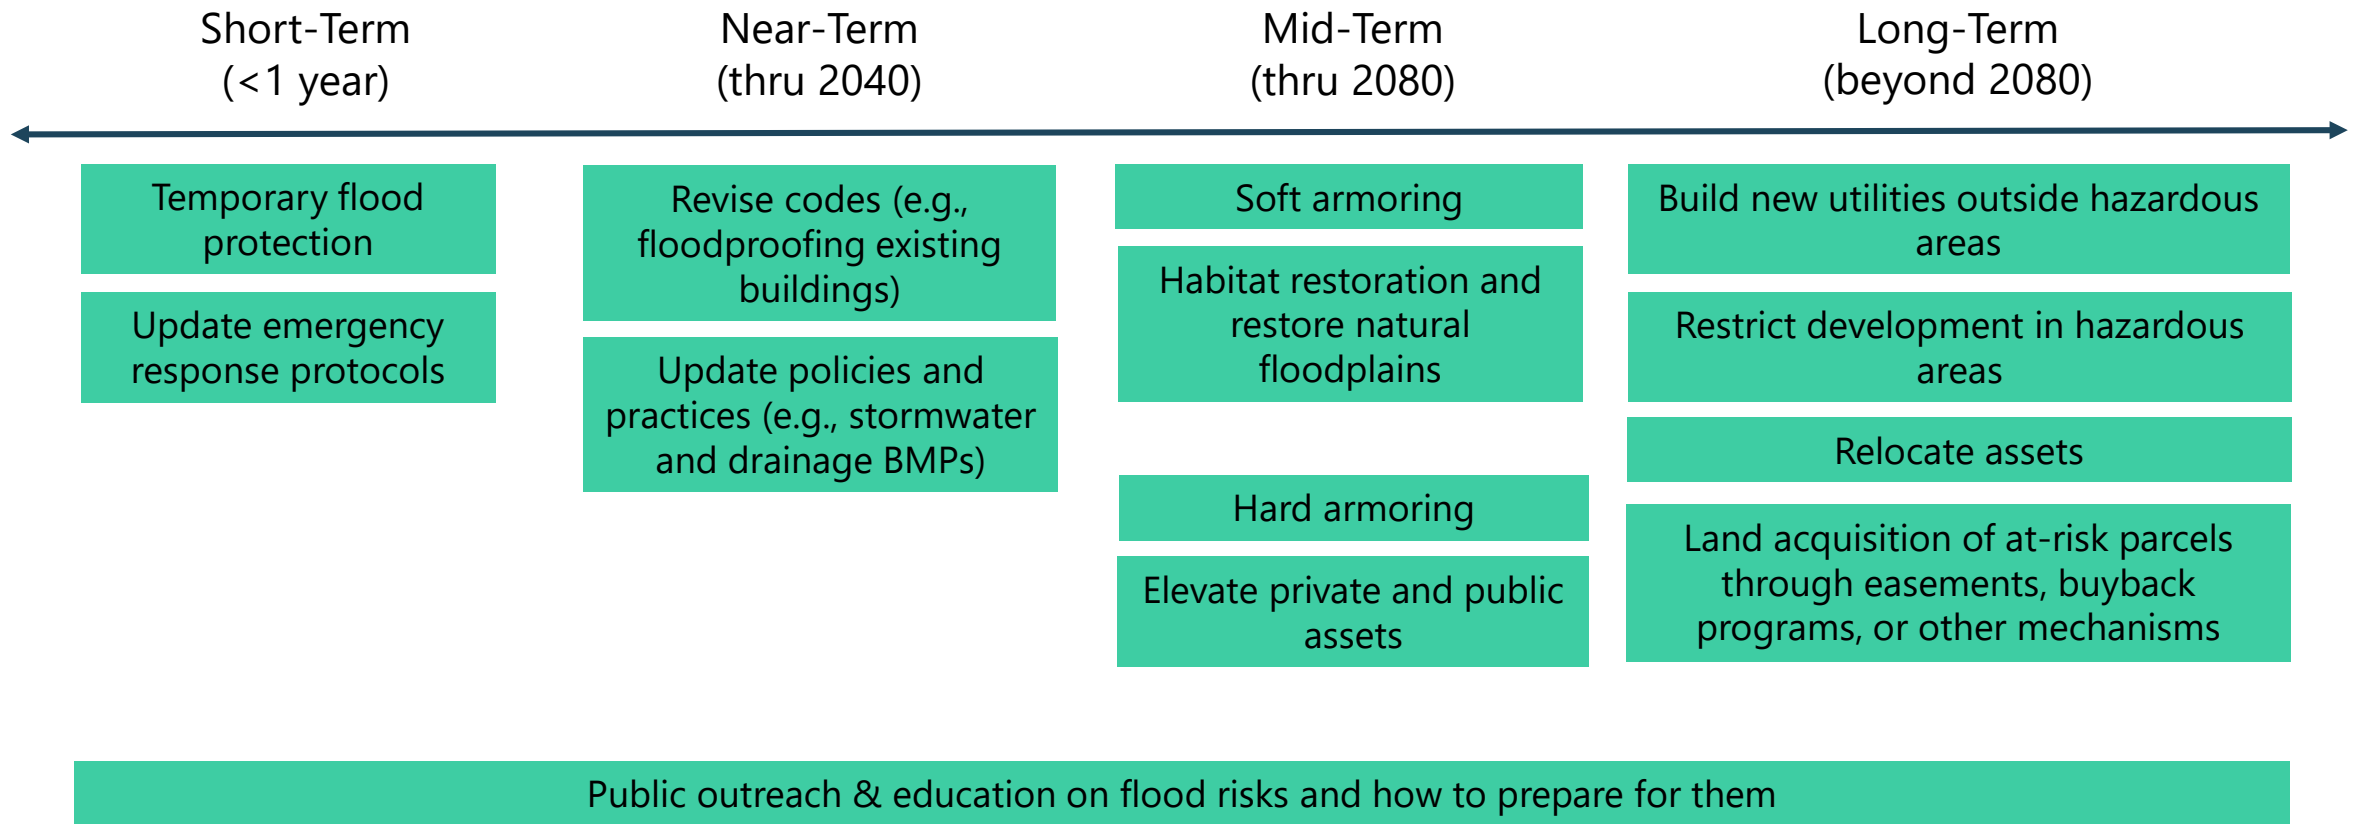 Short-Term
(<1 year)
Near-Term
(thru 2040)
Mid-Term
(thru 2080)
Long-Term
(beyond 2080)
Temporary flood
protection
Update emergency
response protocols
Revise codes (e.g.,
floodproofing existing
buildings)
Update policies and
practices (e.g., stormwater
and drainage BMPs)
Soft armoring
Habitat restoration and
restore natural
floodplains
Hard armoring
Elevate private and public
assets
Build new utilities outside hazardous
areas
Restrict development in hazardous
areas
Relocate assets
Land acquisition of at-risk parcels
through easements, buyback
programs, or other mechanisms
Public outreach & education on flood risks and how to prepare for them